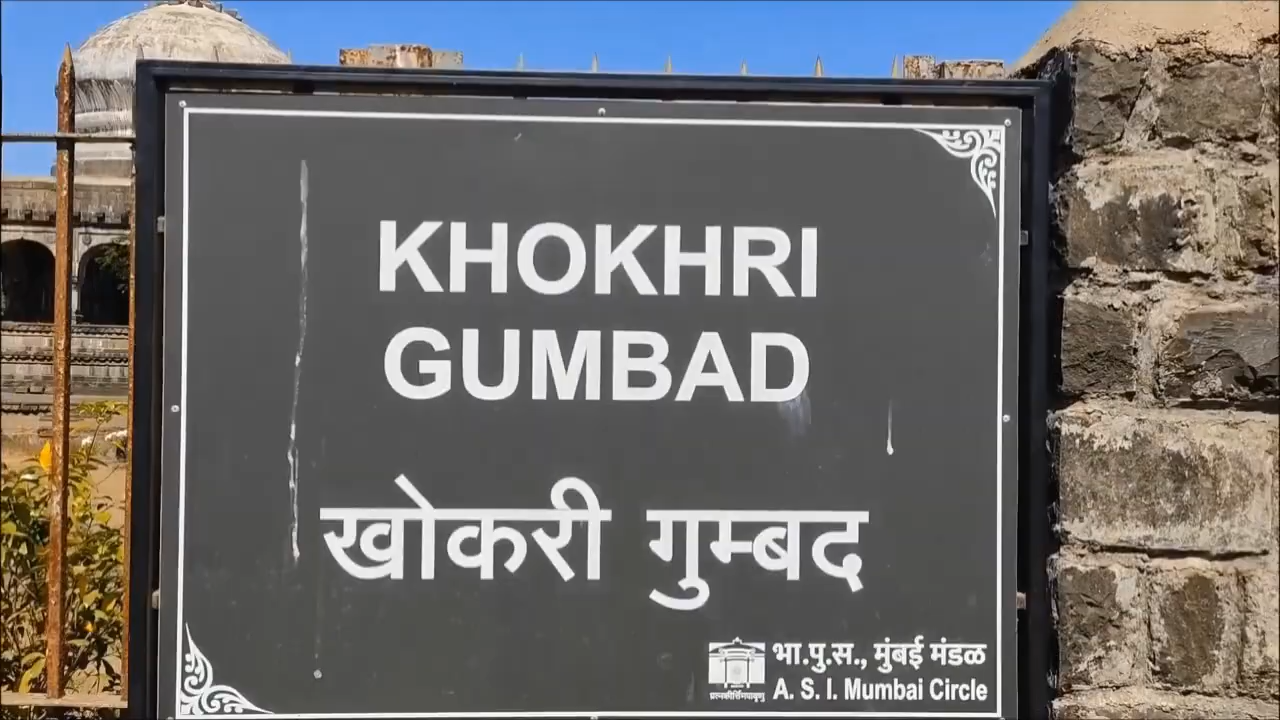 KHOKHRI
GUMBAD
खोकरी गुम्बद
भा.पु.स., मुंबई मंडळ
A. S. I. Mumbai Circle